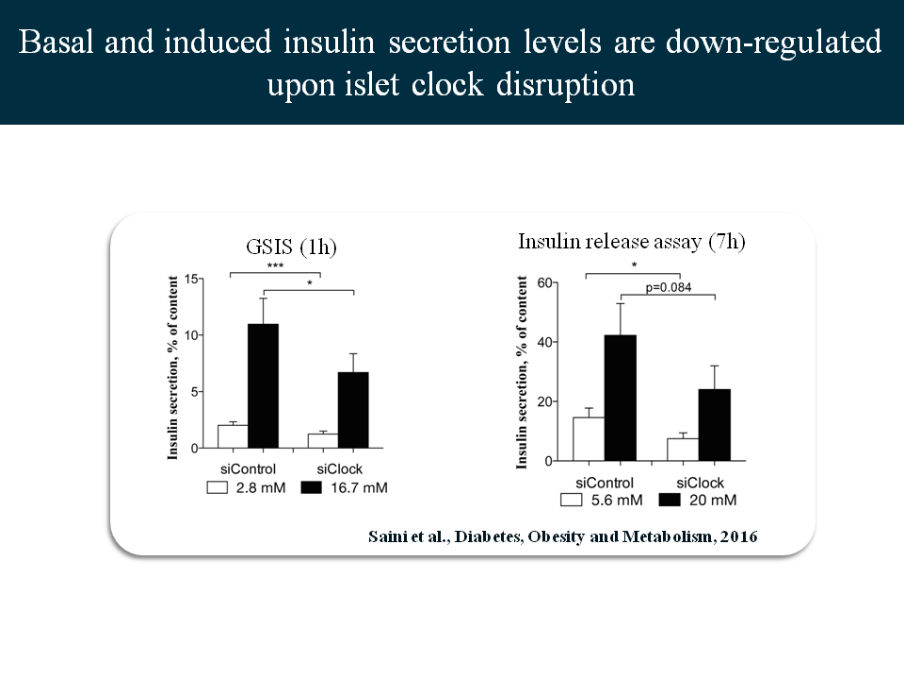 Basal and induced insulin secretion levels are down-regulated
upon islet clock disruption
GSIS (1h)
***
*
Insulin secretion, % of content
15
10
5
0
siControl siClock
2.8 mM 16.7 mM
Insulin release assay (7h)
*
p=0.084
Insulin secretion, % of content
60
40
20
0
siControl siClock
5.6 mM 20 mM
Saini et al., Diabetes, Obesity and Metabolism, 2016